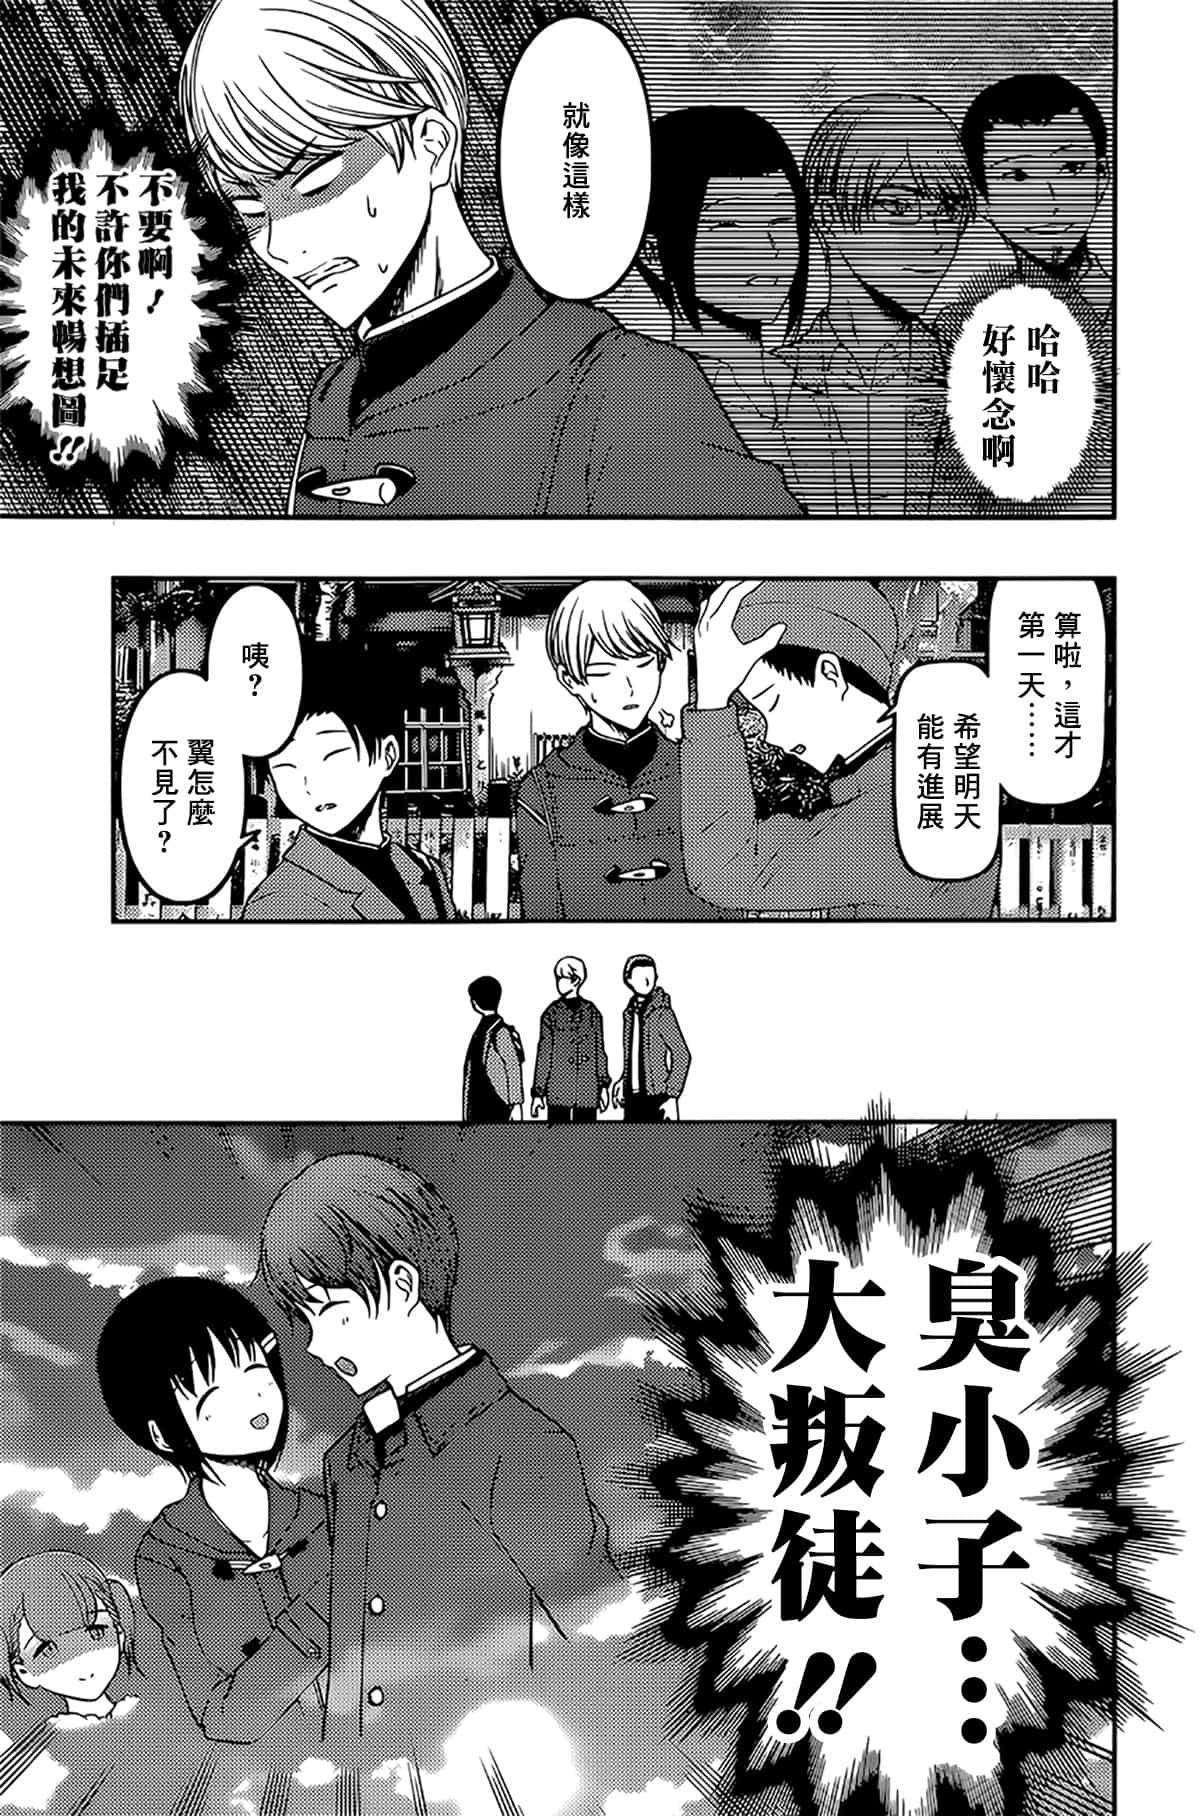 哈哈
好懷念啊
就像這樣
不要啊！
不許你們插足
我的未來暢想圖!!
算啦，這才
第一天……
希望明天
能有進展
咦？
翼怎麼
不見了？
臭小子…
大叛徒!!